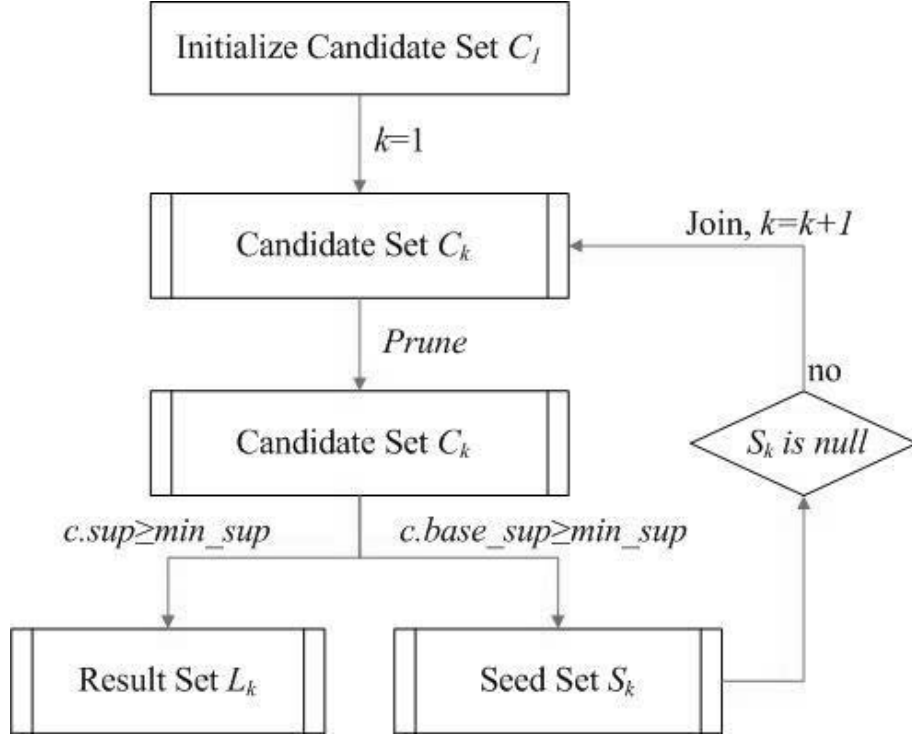 Initialize Candidate Set C₁
k=1
Candidate Set Cₖ
Join, k=k+1
Prune
no
Candidate Set Cₖ
Sₖ is null
c.sup≥min_sup
c.base_sup≥min_sup
Result Set Lₖ
Seed Set Sₖ